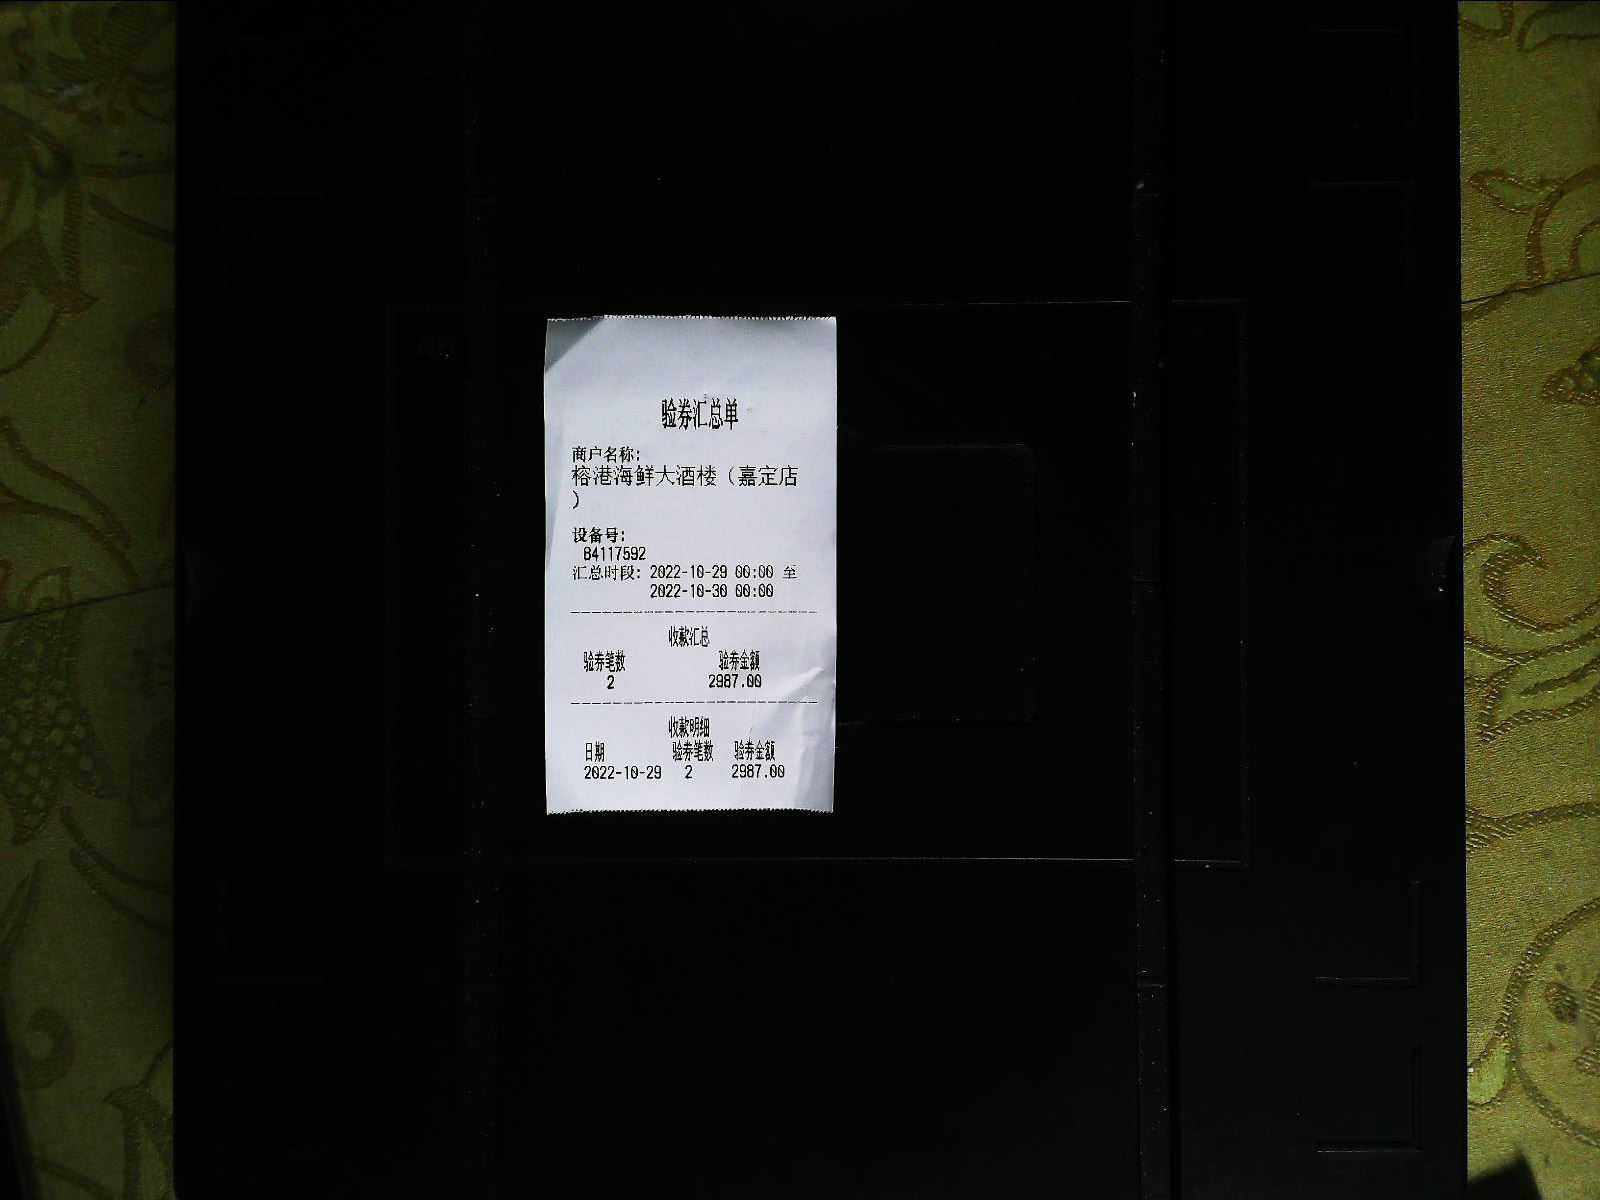 验券汇总单
商户名称:
榕港海鲜大酒楼（嘉定店
）
设备号:
84117592
汇总时段: 2022-10-29 00:00 至
2022-10-30 00:00
收款汇总
验券笔数 验券金额
2 2987.00
收款明细
日期 验券笔数 验券金额
2022-10-29 2 2987.00